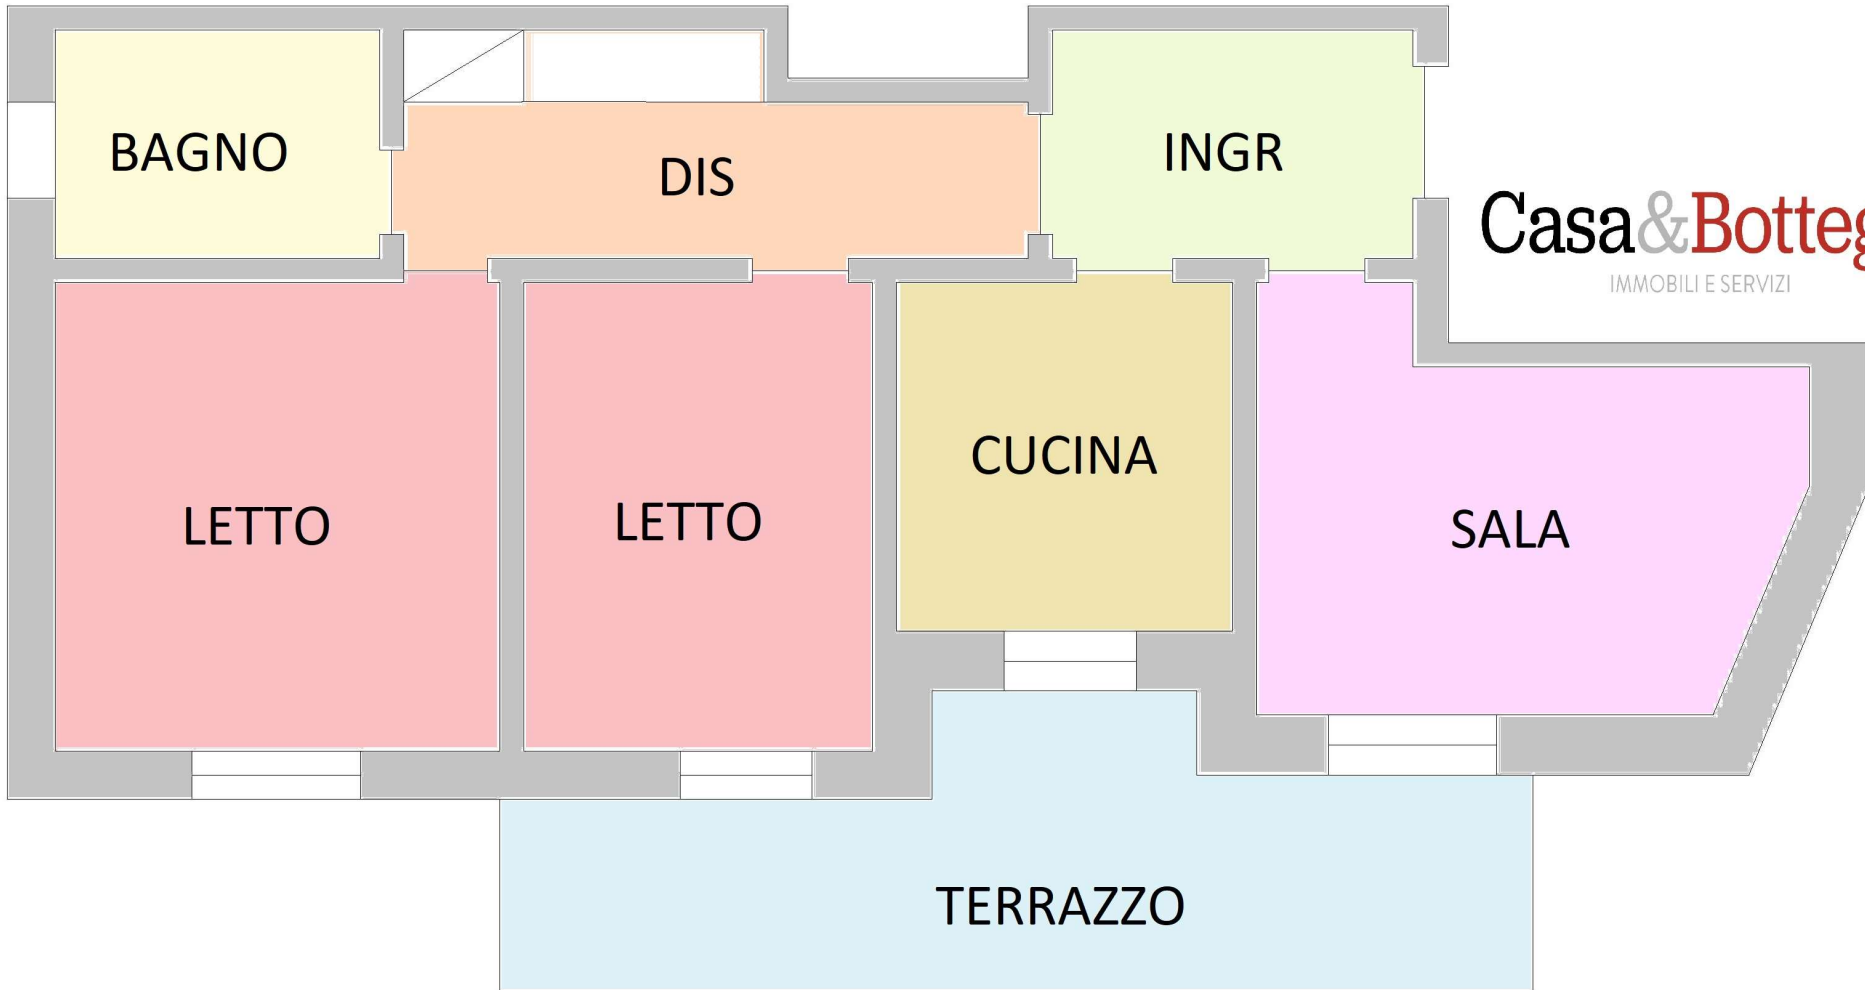 BAGNO
DIS
INGR
Casa&Botteg
IMMOBILI E SERVIZI
LETTO
LETTO
CUCINA
SALA
TERRAZZO